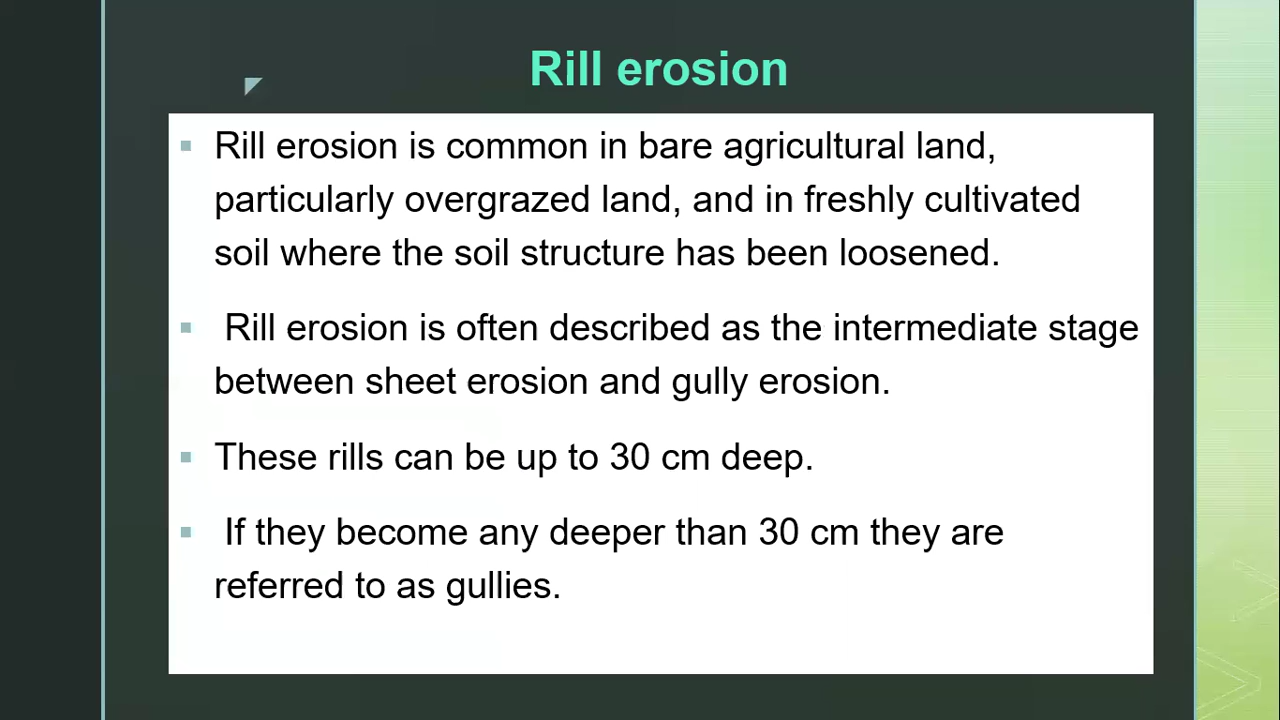 Rill erosion
▪ Rill erosion is common in bare agricultural land,
particularly overgrazed land, and in freshly cultivated
soil where the soil structure has been loosened.
▪ Rill erosion is often described as the intermediate stage
between sheet erosion and gully erosion.
▪ These rills can be up to 30 cm deep.
▪ If they become any deeper than 30 cm they are
referred to as gullies.